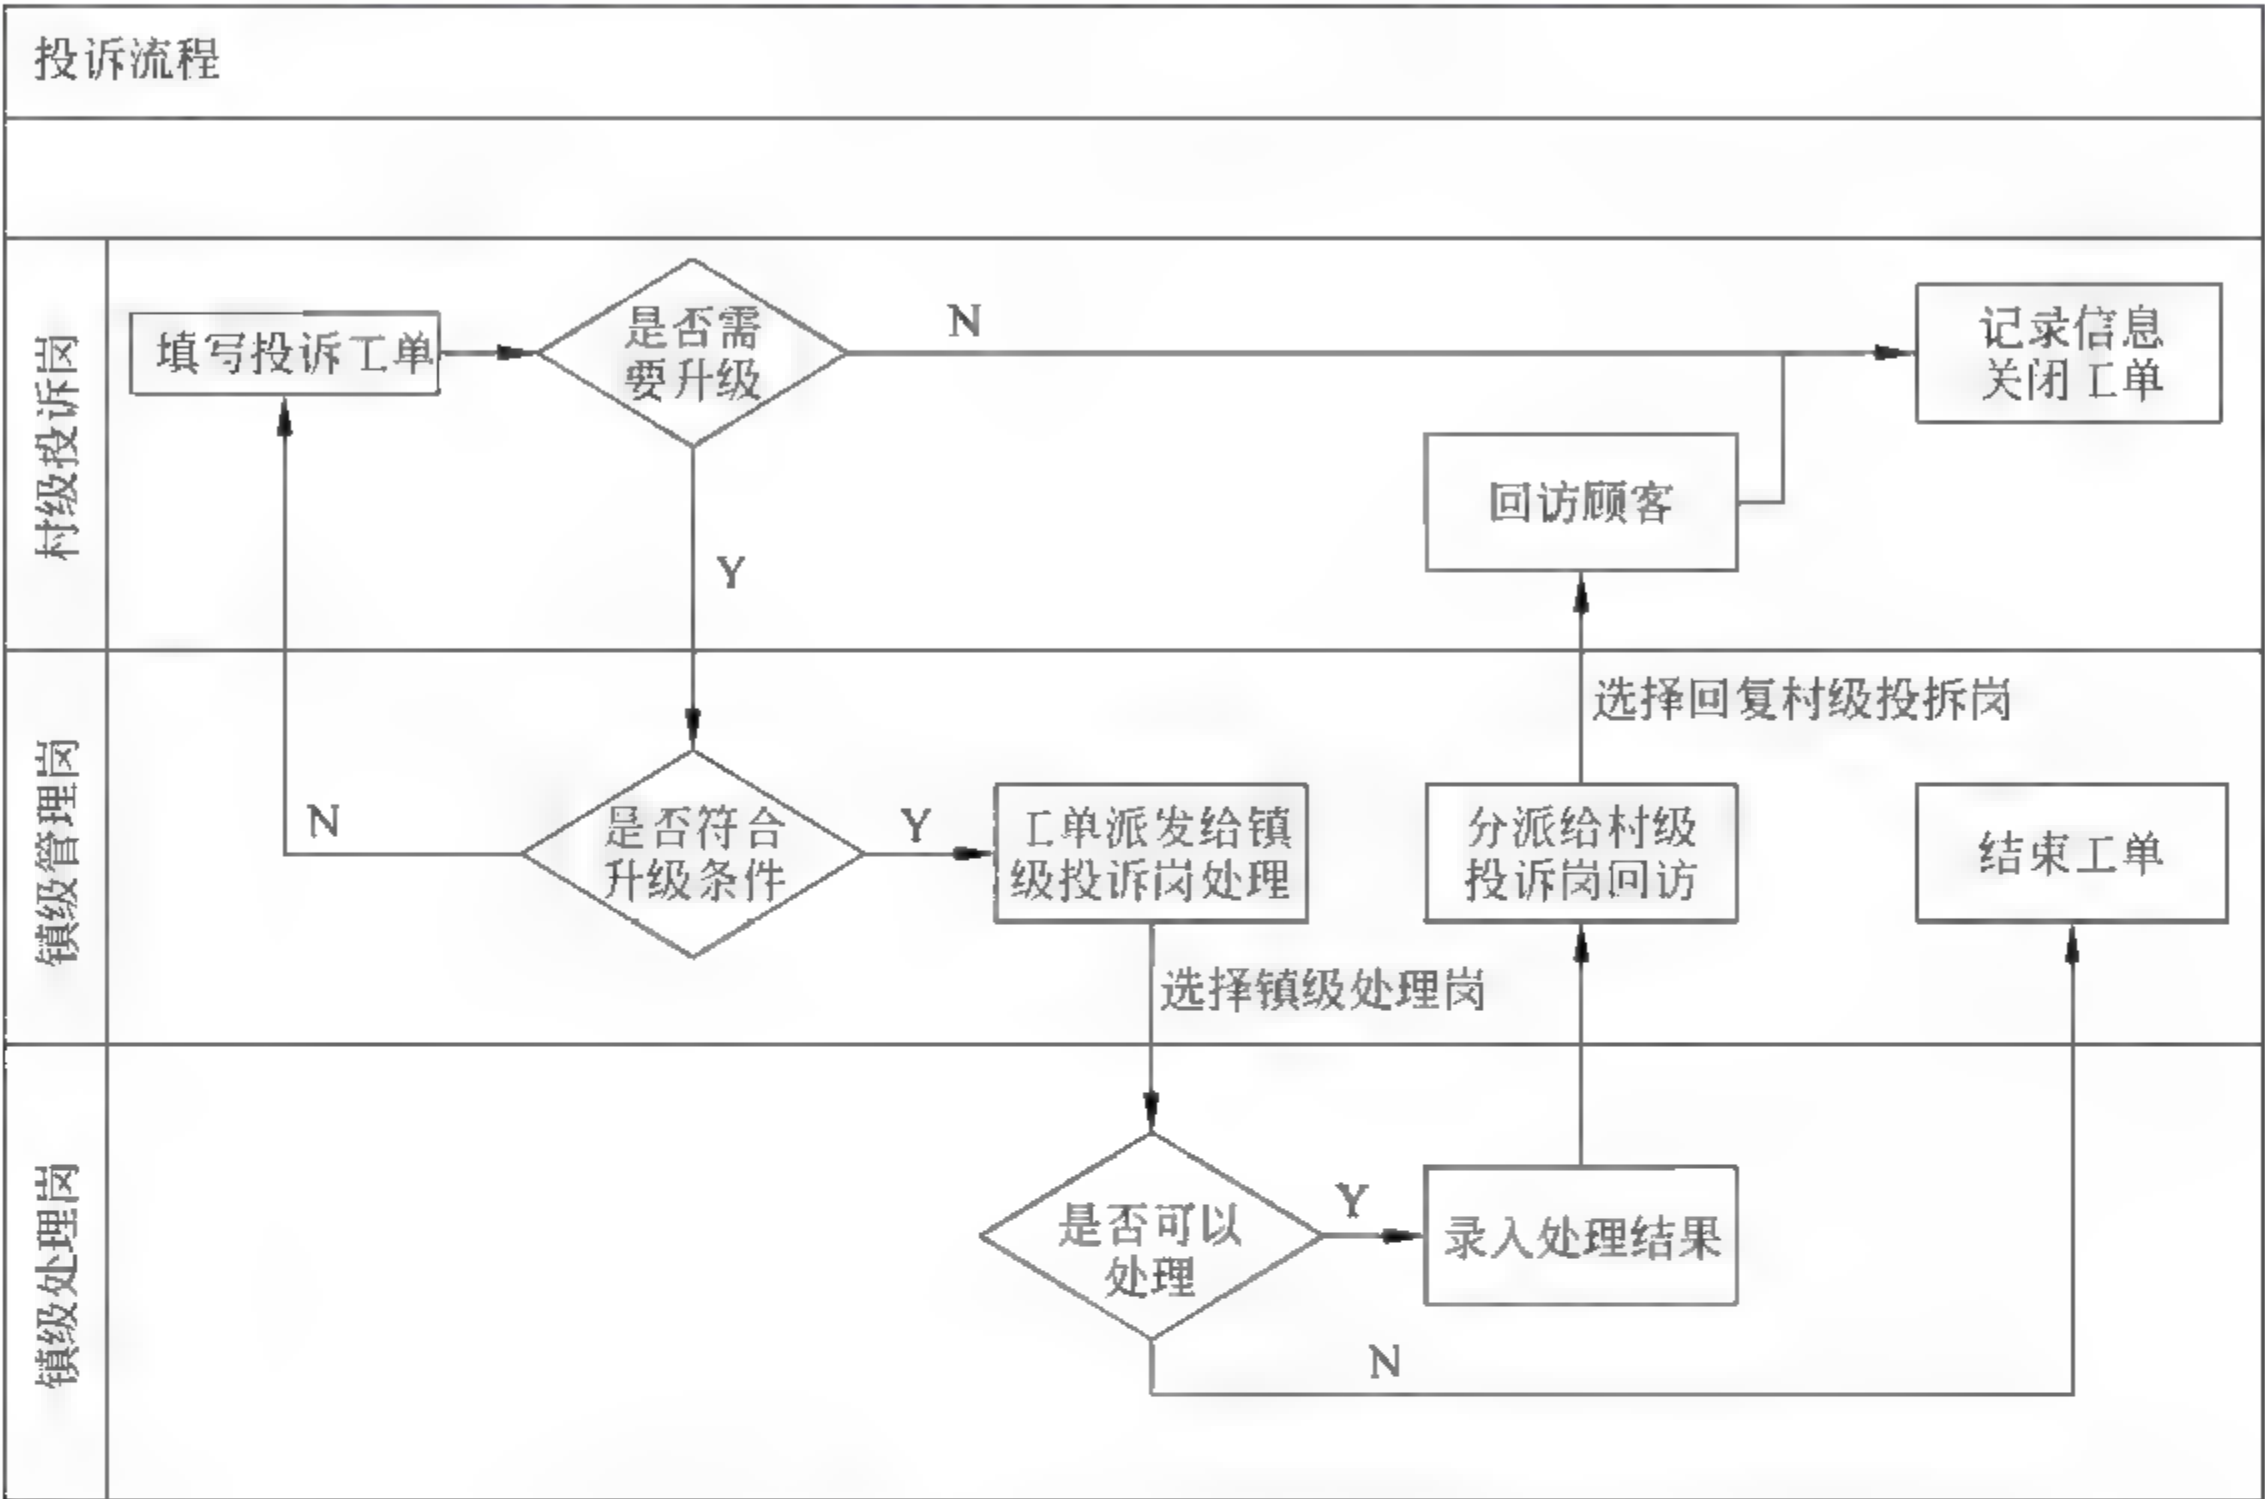 投诉流程
村级投诉岗
填写投诉工单
是否需
要升级
N
记录信息
关闭工单
回访顾客
Y
镇级管理岗
选择回复村级投拆岗
N
是否符合
升级条件
Y
工单派发给镇
级投诉岗处理
分派给村级
投诉岗回访
结束工单
选择镇级处理岗
镇级处理岗
是否可以
处理
Y
录入处理结果
N